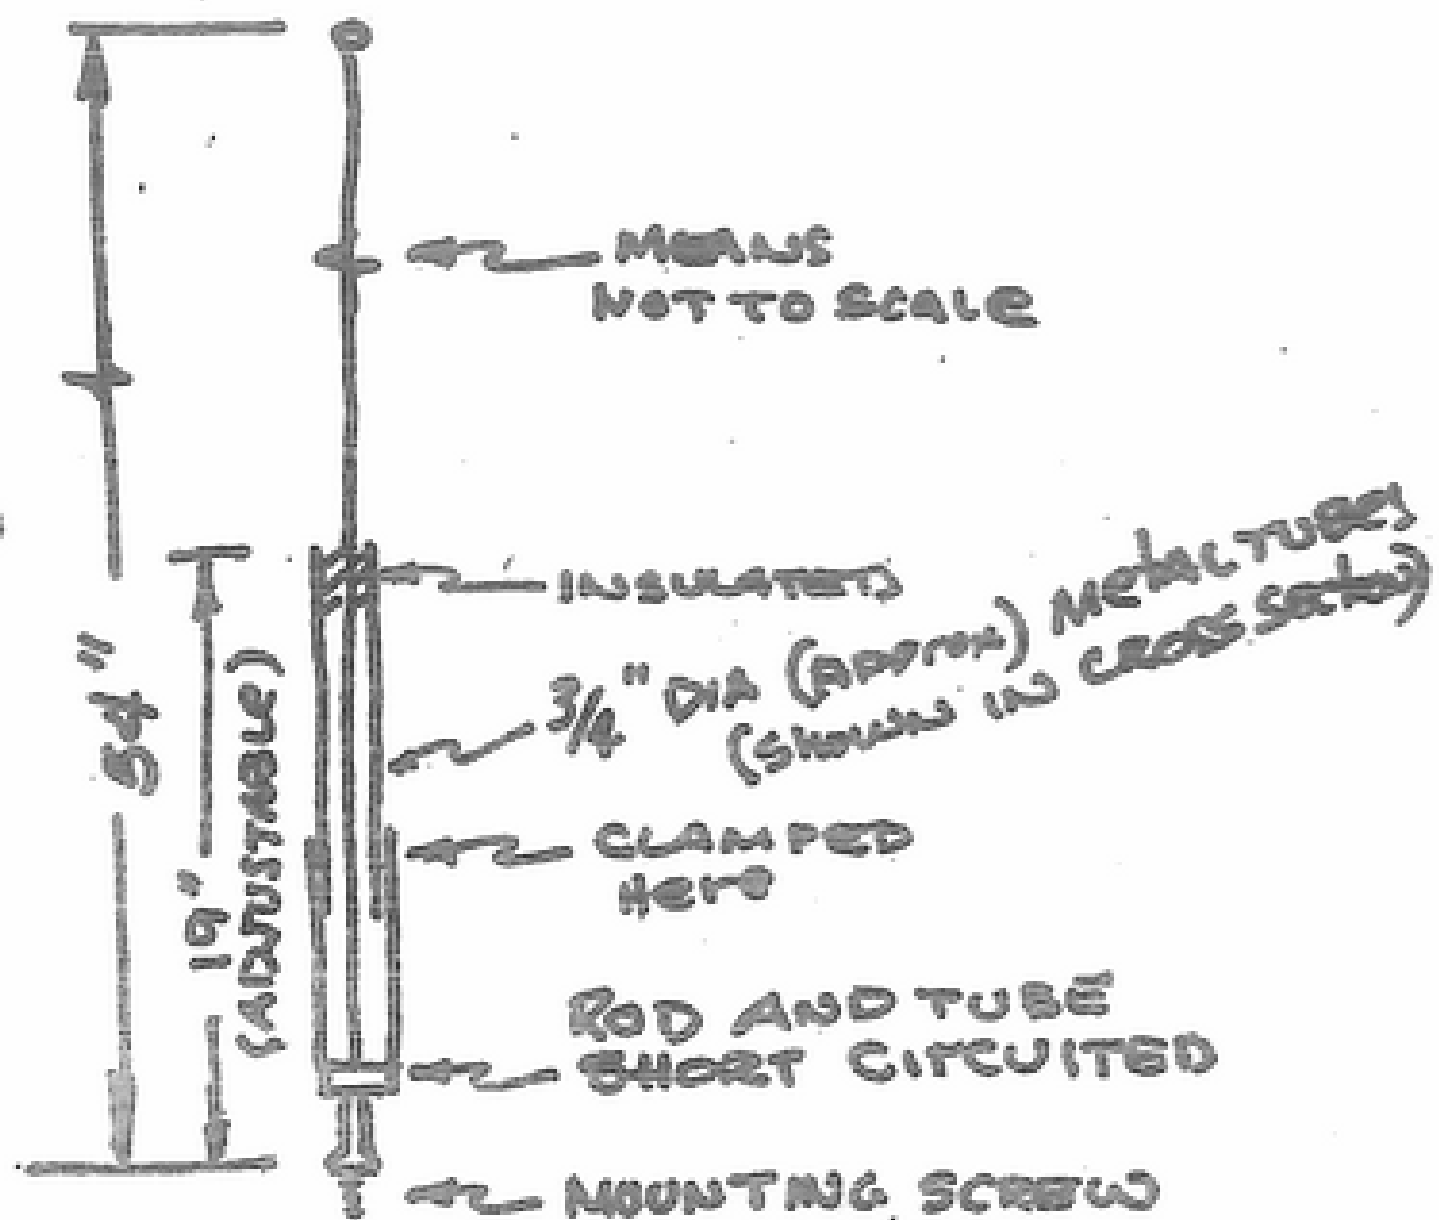 MEANS
NOT TO SCALE
INSULATED
3/4" DIA (APPROX) METAL TUBES
(SHOWN IN CROSS SECTION)
CLAMPED
HERE
ROD AND TUBE
SHORT CIRCUITED
MOUNTING SCREW
54"
19"
(ADJUSTABLE)